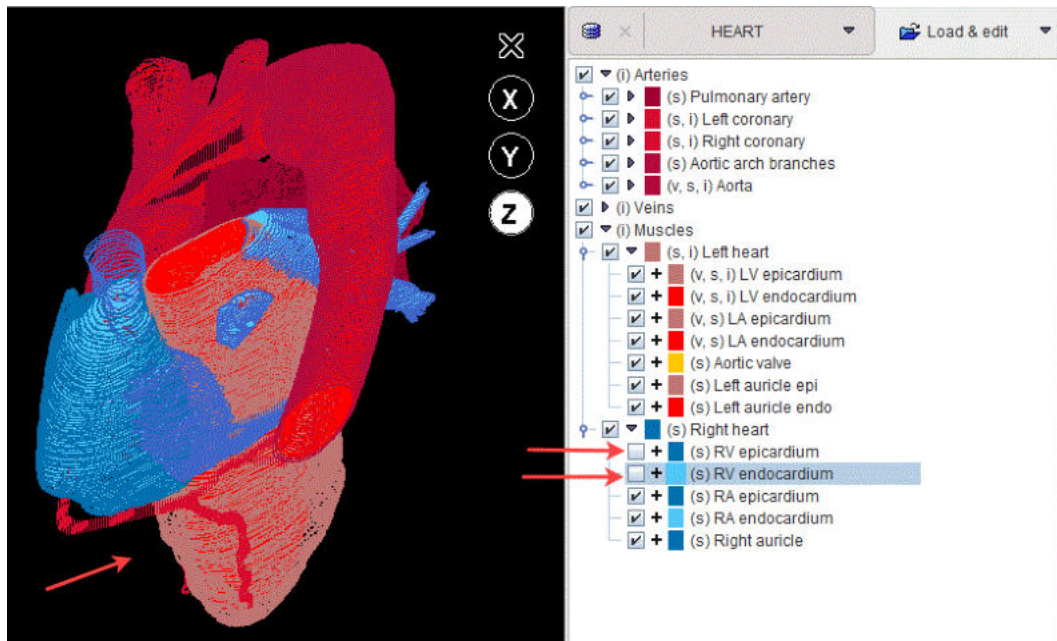 X
Y
Z
HEART
Load & edit
(i) Arteries
(s) Pulmonary artery
(s, i) Left coronary
(s, i) Right coronary
(s) Aortic arch branches
(v, s, i) Aorta
(i) Veins
(i) Muscles
(s, i) Left heart
(v, s, i) LV epicardium
(v, s, i) LV endocardium
(v, s) LA epicardium
(v, s) LA endocardium
(s) Aortic valve
(s) Left auricle epi
(s) Left auricle endo
(s) Right heart
(s) RV epicardium
(s) RV endocardium
(s) RA epicardium
(s) RA endocardium
(s) Right auricle